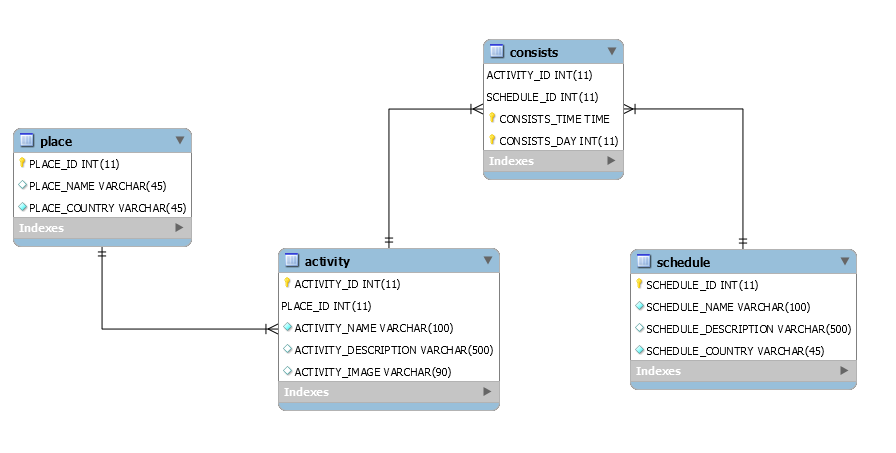 consists
ACTIVITY_ID INT(11)
SCHEDULE_ID INT(11)
CONSISTS_TIME TIME
CONSISTS_DAY INT(11)
Indexes
place
PLACE_ID INT(11)
PLACE_NAME VARCHAR(45)
PLACE_COUNTRY VARCHAR(45)
Indexes
activity
ACTIVITY_ID INT(11)
PLACE_ID INT(11)
ACTIVITY_NAME VARCHAR(100)
ACTIVITY_DESCRIPTION VARCHAR(500)
ACTIVITY_IMAGE VARCHAR(90)
Indexes
schedule
SCHEDULE_ID INT(11)
SCHEDULE_NAME VARCHAR(100)
SCHEDULE_DESCRIPTION VARCHAR(500)
SCHEDULE_COUNTRY VARCHAR(45)
Indexes